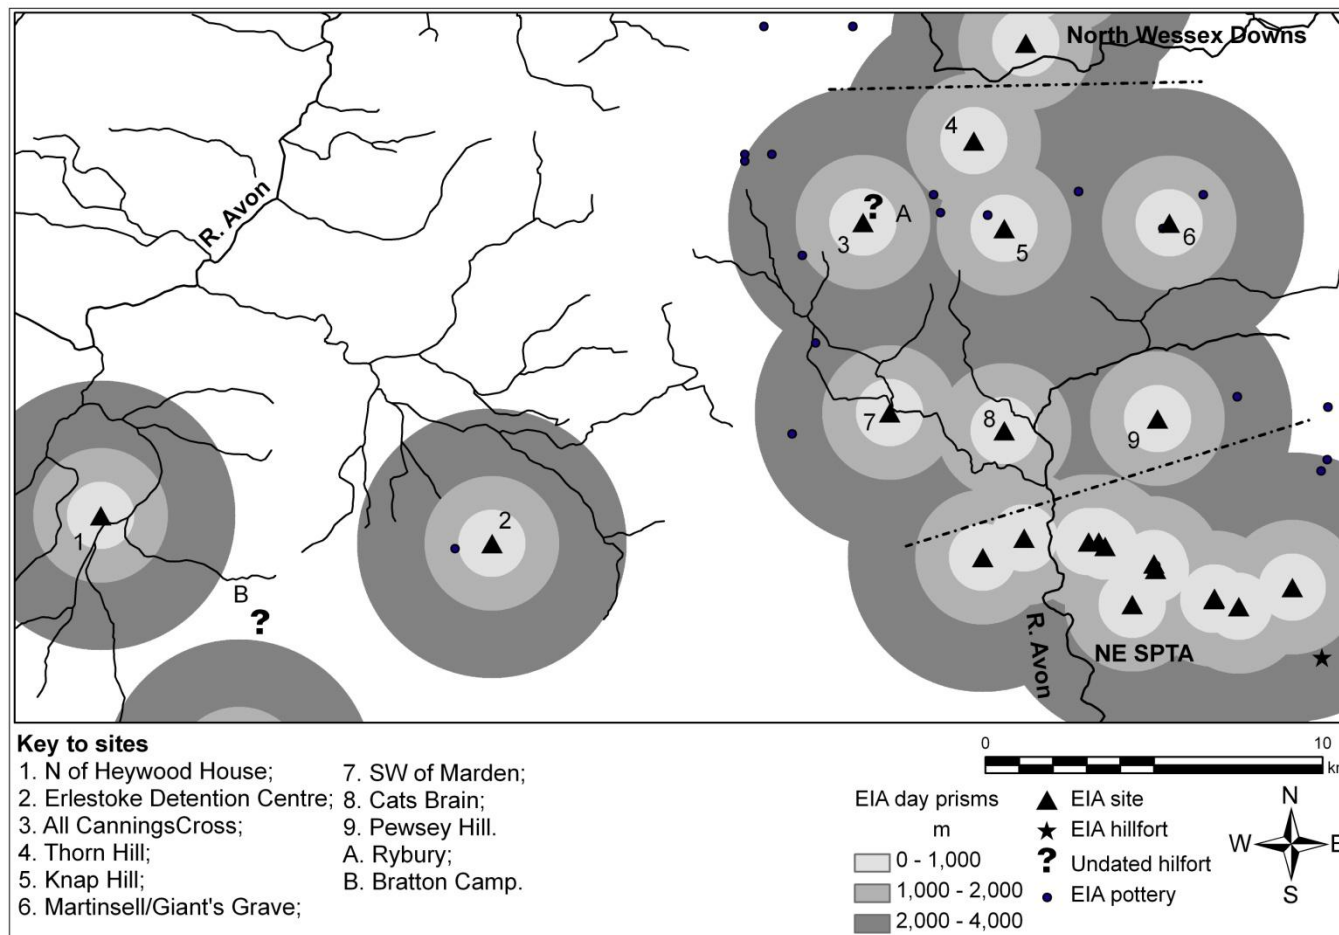 North Wessex Downs
4
R. Avon
? A
3
5
6
7
8
9
2
1
B
?
R. Avon
NE SPTA
Key to sites
1. N of Heywood House;
2. Erlestoke Detention Centre;
3. All CanningsCross;
4. Thorn Hill;
5. Knap Hill;
6. Martinsell/Giant's Grave;
7. SW of Marden;
8. Cats Brain;
9. Pewsey Hill.
A. Rybury;
B. Bratton Camp.
0 10
km
EIA day prisms
m
0 - 1,000
1,000 - 2,000
2,000 - 4,000
EIA site
EIA hillfort
? Undated hilfort
EIA pottery
N
W E
S